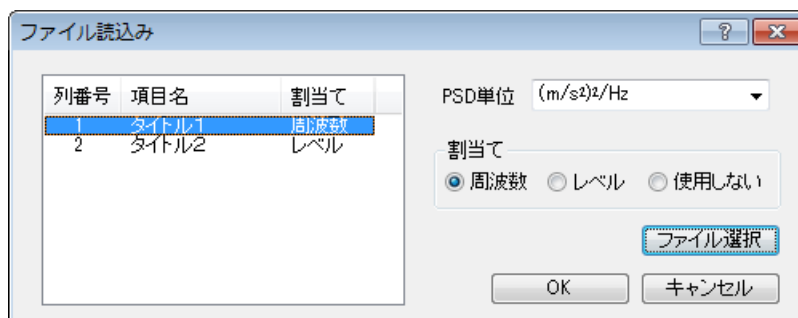 ファイル読込み
列番号 項目名 割当て
1 タイトル1 周波数
2 タイトル2 レベル
PSD単位 (m/s²)²/Hz
割当て
周波数 レベル 使用しない
ファイル選択
OK キャンセル